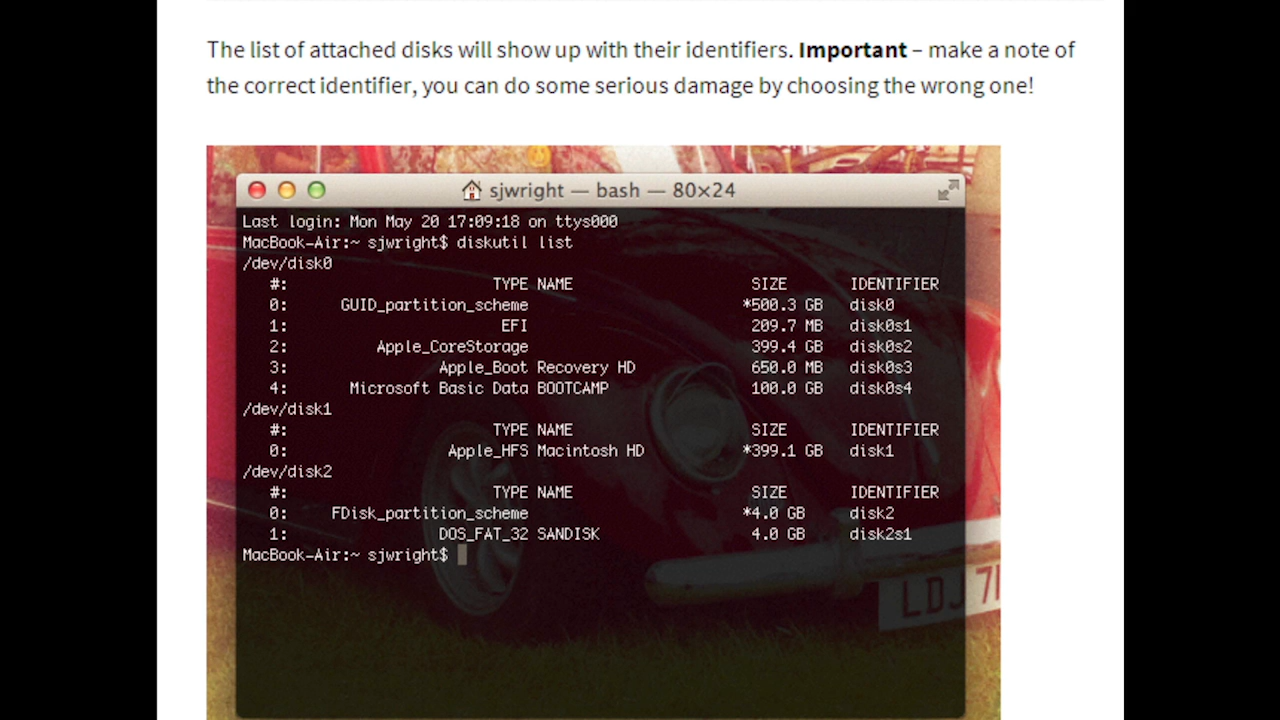 The list of attached disks will show up with their identifiers. Important – make a note of
the correct identifier, you can do some serious damage by choosing the wrong one!
sjwright — bash — 80×24
Last login: Mon May 20 17:09:18 on ttys000
MacBook-Air:~ sjwright$ diskutil list
/dev/disk0
#: TYPE NAME SIZE IDENTIFIER
0: GUID_partition_scheme *500.3 GB disk0
1: EFI 209.7 MB disk0s1
2: Apple_CoreStorage 399.4 GB disk0s2
3: Apple_Boot Recovery HD 650.0 MB disk0s3
4: Microsoft Basic Data BOOTCAMP 100.0 GB disk0s4
/dev/disk1
#: TYPE NAME SIZE IDENTIFIER
0: Apple_HFS Macintosh HD *399.1 GB disk1
/dev/disk2
#: TYPE NAME SIZE IDENTIFIER
0: FDisk_partition_scheme *4.0 GB disk2
1: DOS_FAT_32 SANDISK 4.0 GB disk2s1
MacBook-Air:~ sjwright$
LDJ 71